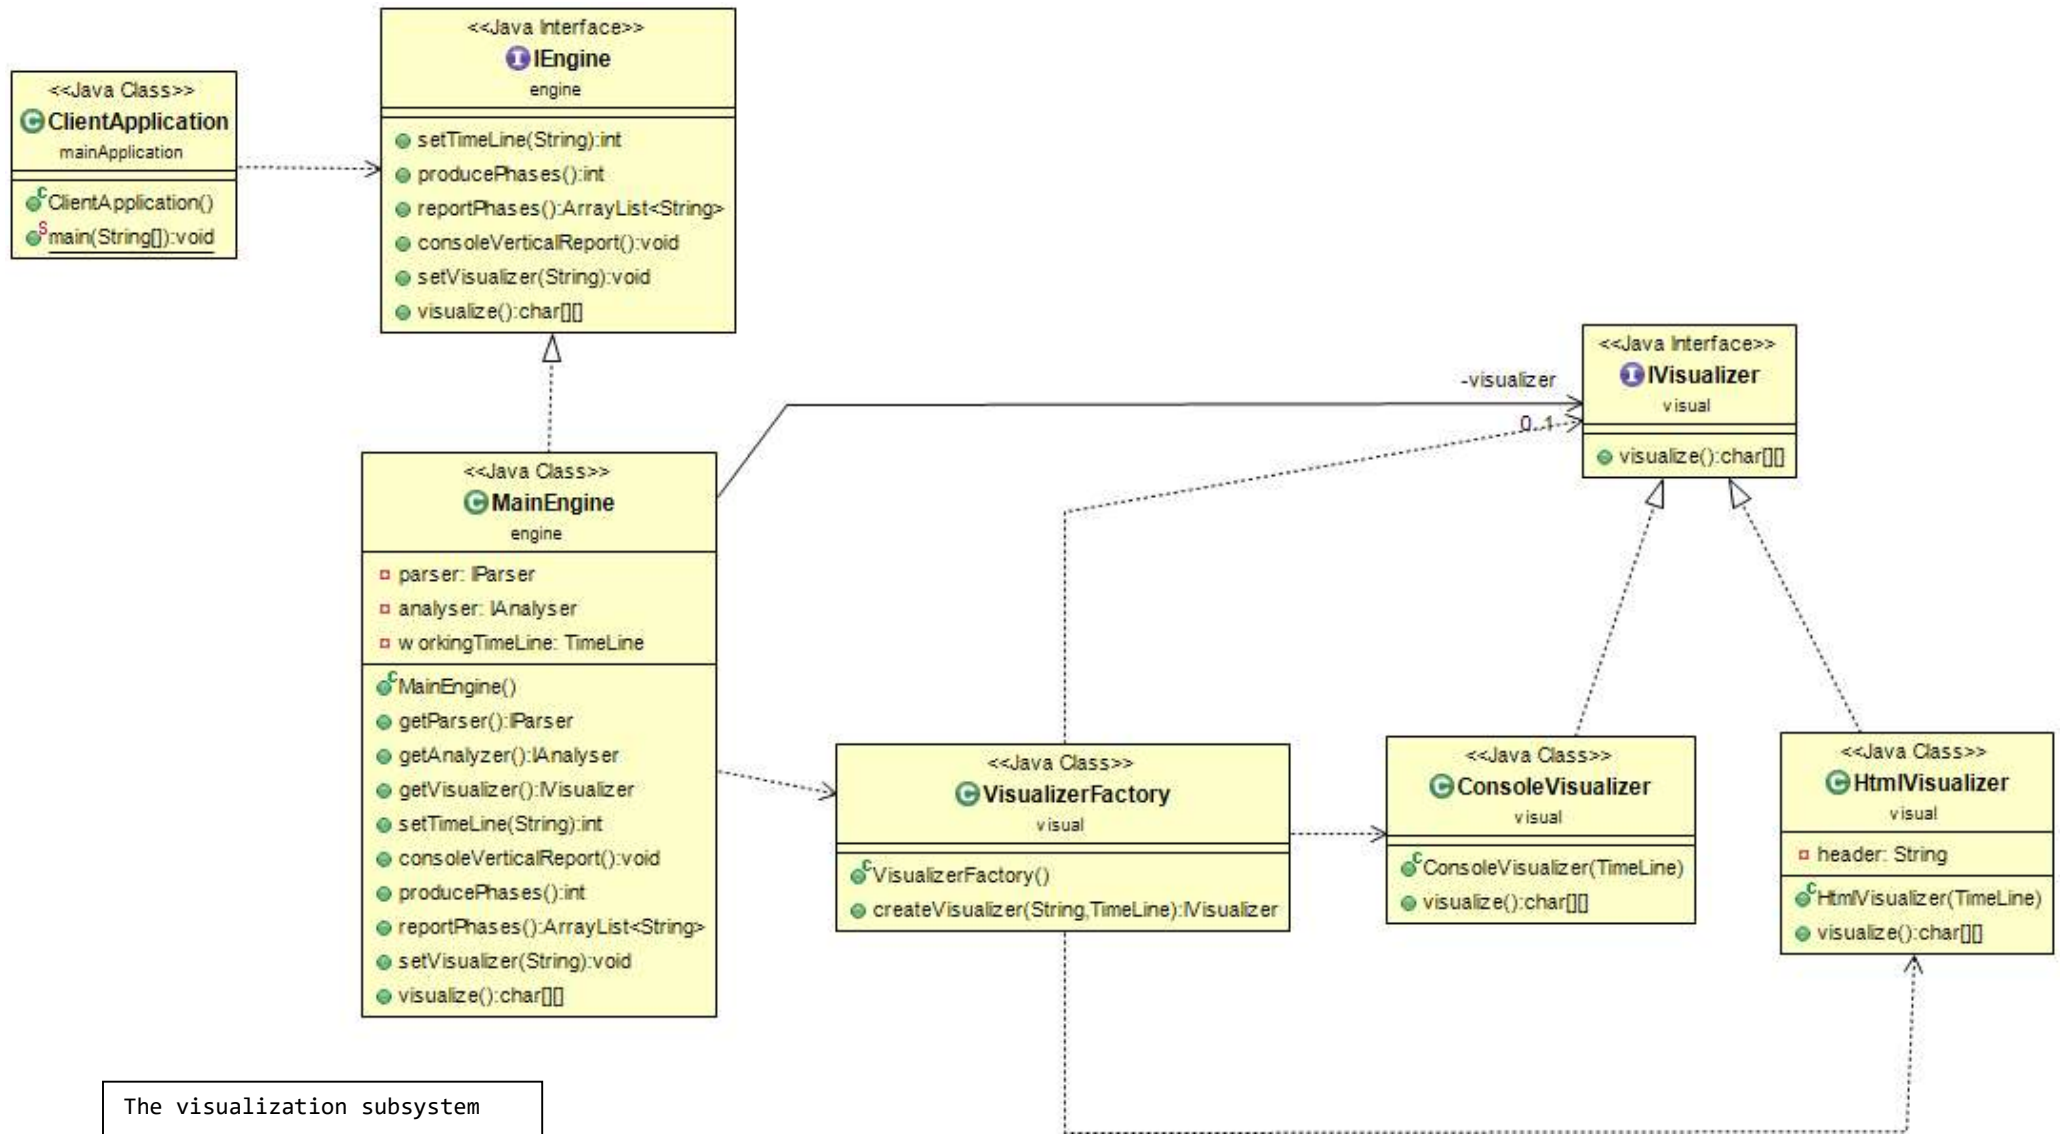 <<Java Class>>
ClientApplication
mainApplication
ClientApplication()
main(String[]):void
<<Java Interface>>
IEngine
engine
setTimeLine(String):int
producePhases():int
reportPhases():ArrayList<String>
consoleVerticalReport():void
setVisualizer(String):void
visualize():char[][]
<<Java Class>>
MainEngine
engine
parser: IParser
analyser: IAnalyser
workingTimeLine: TimeLine
MainEngine()
getParser():IParser
getAnalyzer():IAnalyser
getVisualizer():IVisualizer
setTimeLine(String):int
consoleVerticalReport():void
producePhases():int
reportPhases():ArrayList<String>
setVisualizer(String):void
visualize():char[][]
-visualizer
0..1
<<Java Interface>>
IVisualizer
visual
visualize():char[][]
<<Java Class>>
VisualizerFactory
visual
VisualizerFactory()
createVisualizer(String,TimeLine):IVisualizer
<<Java Class>>
ConsoleVisualizer
visual
ConsoleVisualizer(TimeLine)
visualize():char[][]
<<Java Class>>
HtmlVisualizer
visual
header: String
HtmlVisualizer(TimeLine)
visualize():char[][]
The visualization subsystem